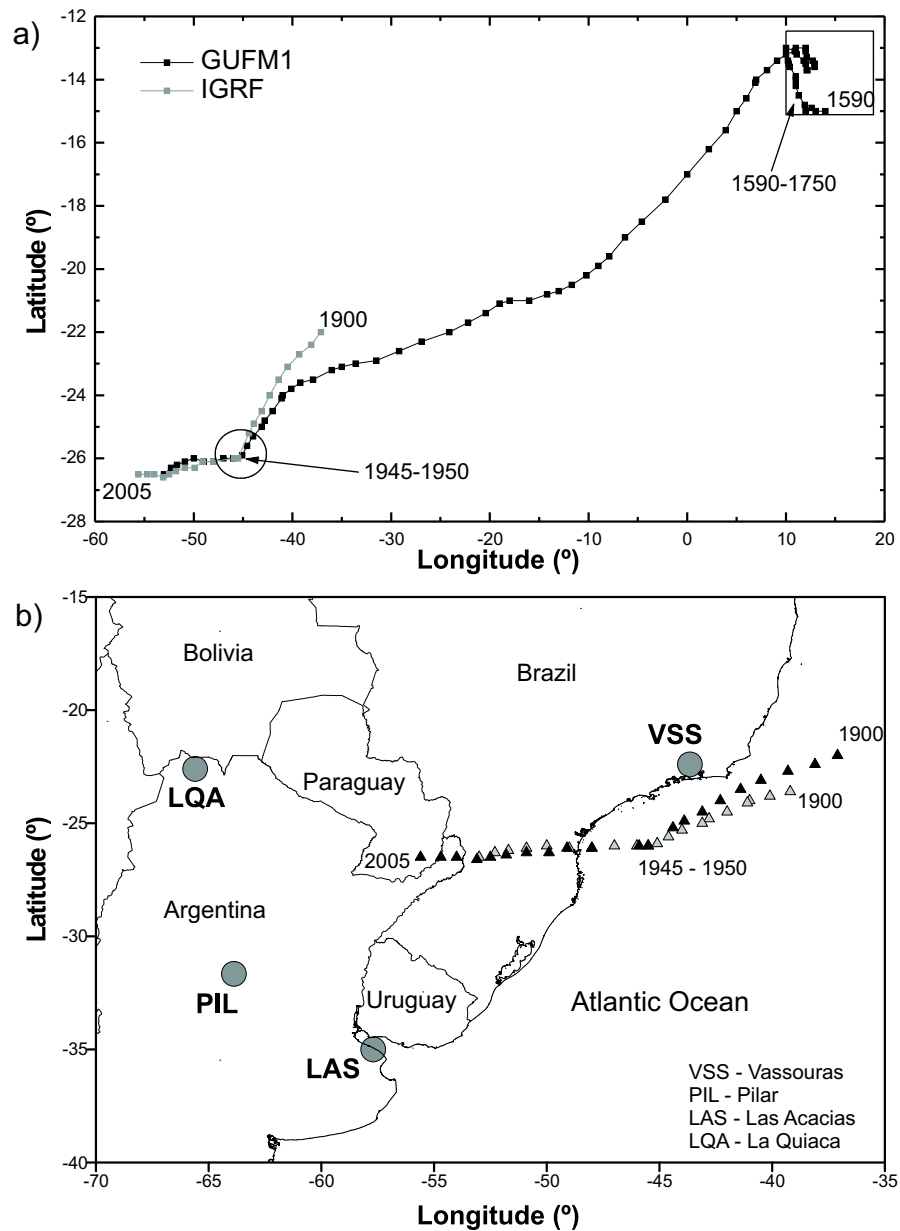 a)
GUFM1
IGRF
-12
-14
-16
-18
-20
-22
-24
-26
-28
Latitude (º)
1590
1590-1750
1900
1945-1950
2005
-60 -50 -40 -30 -20 -10 0 10 20
Longitude (º)
b)
-15
-20
-25
-30
-35
-40
Latitude (º)
Bolivia
Brazil
VSS
1900
LQA
Paraguay
1900
2005
1945 - 1950
Argentina
PIL
Uruguay
Atlantic Ocean
LAS
VSS - Vassouras
PIL - Pilar
LAS - Las Acacias
LQA - La Quiaca
-70 -65 -60 -55 -50 -45 -40 -35
Longitude (º)